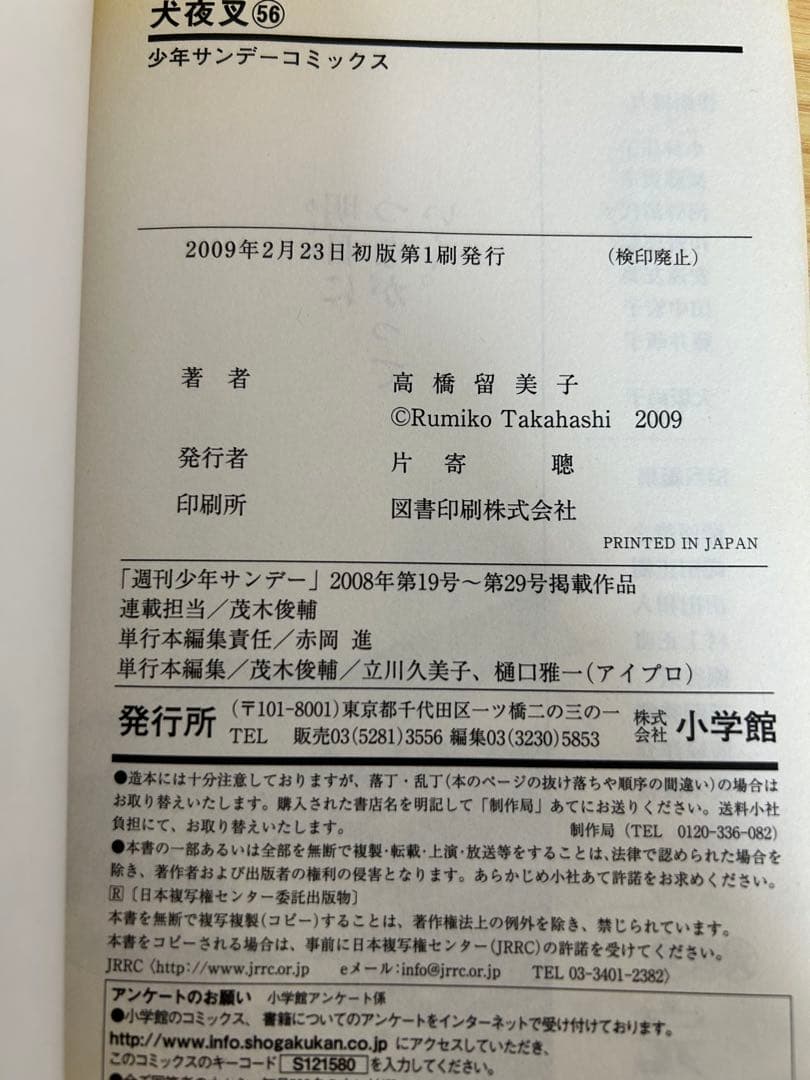 犬夜叉㊽
少年サンデーコミックス
2009年2月23日初版第1刷発行 (検印廃止)
著者 高橋留美子
©Rumiko Takahashi 2009
発行者 片寄 聰
印刷所 図書印刷株式会社
PRINTED IN JAPAN
「週刊少年サンデー」2008年第19号〜第29号掲載作品
連載担当/茂木俊輔
単行本編集責任/赤岡 進
単行本編集/茂木俊輔/立川久美子、樋口雅一(アイプロ)
発行所 (〒101-8001)東京都千代田区一ツ橋二の三の一 株式会社 小学館
TEL 販売03(5281)3556 編集03(3230)5853
●造本には十分注意しておりますが、落丁・乱丁(本のページの抜け落ちや順序の間違い)の場合は
お取り替えいたします。購入された書店名を明記して「制作局」あてにお送りください。送料小社
負担にて、お取り替えいたします。 制作局(TEL 0120-336-082)
●本書の一部あるいは全部を無断で複製・転載・上演・放送等をすることは、法律で認められた場合を
除き、著作者および出版者の権利の侵害となります。あらかじめ小社あて許諾をお求めください。
🅁〔日本複写権センター委託出版物〕
本書を無断で複写複製(コピー)することは、著作権法上の例外を除き、禁じられています。
本書をコピーされる場合は、事前に日本複写権センター(JRRC)の許諾を受けてください。
JRRC〈http://www.jrrc.or.jp eメール:info@jrrc.or.jp TEL 03-3401-2382〉
アンケートのお願い 小学館アンケート係
●小学館のコミックス、書籍についてのアンケートをインターネットで受け付けております。
http://www.info.shogakukan.co.jp にアクセスしていただき、
このコミックスのキーコード S121580 を入力してください。